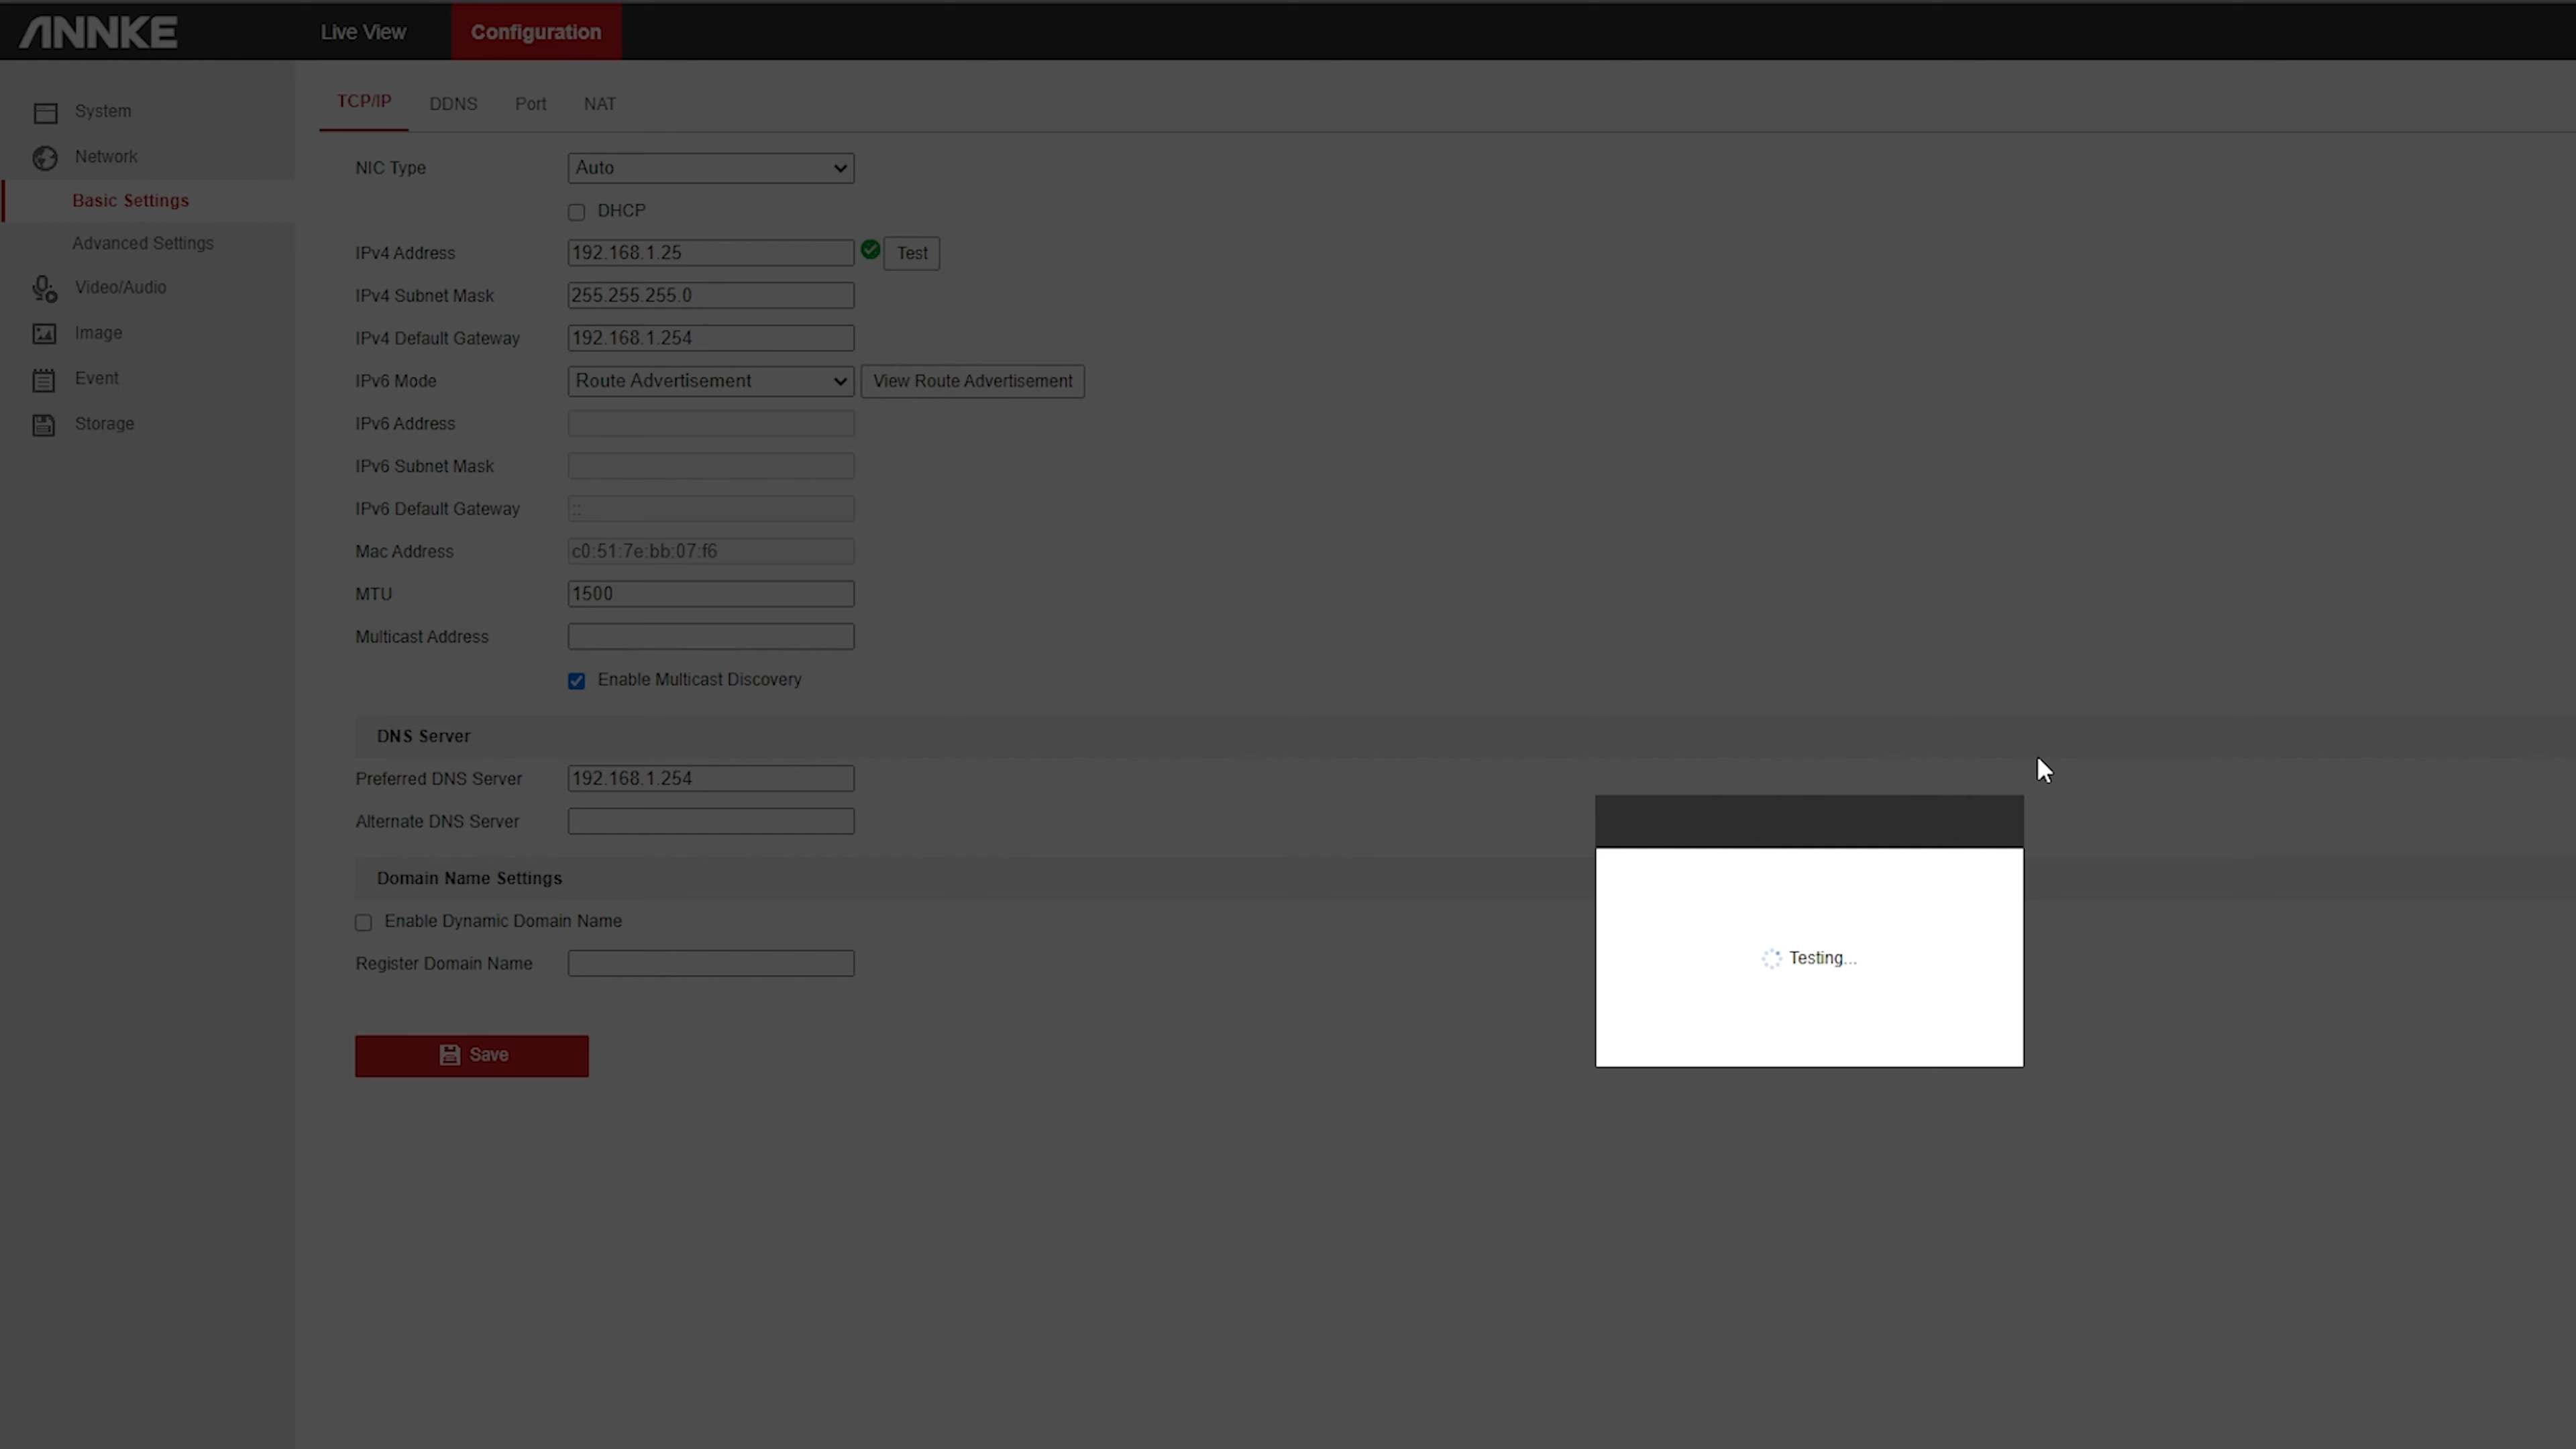 ANNKE
Live View
Configuration
System
Network
Basic Settings
Advanced Settings
Video/Audio
Image
Event
Storage
TCP/IP DDNS Port NAT
NIC Type Auto
DHCP
IPv4 Address 192.168.1.25 Test
IPv4 Subnet Mask 255.255.255.0
IPv4 Default Gateway 192.168.1.254
IPv6 Mode Route Advertisement View Route Advertisement
IPv6 Address
IPv6 Subnet Mask
IPv6 Default Gateway ::
Mac Address c0:51:7e:bb:07:f6
MTU 1500
Multicast Address
Enable Multicast Discovery
DNS Server
Preferred DNS Server 192.168.1.254
Alternate DNS Server
Domain Name Settings
Enable Dynamic Domain Name
Register Domain Name
Save
Testing...